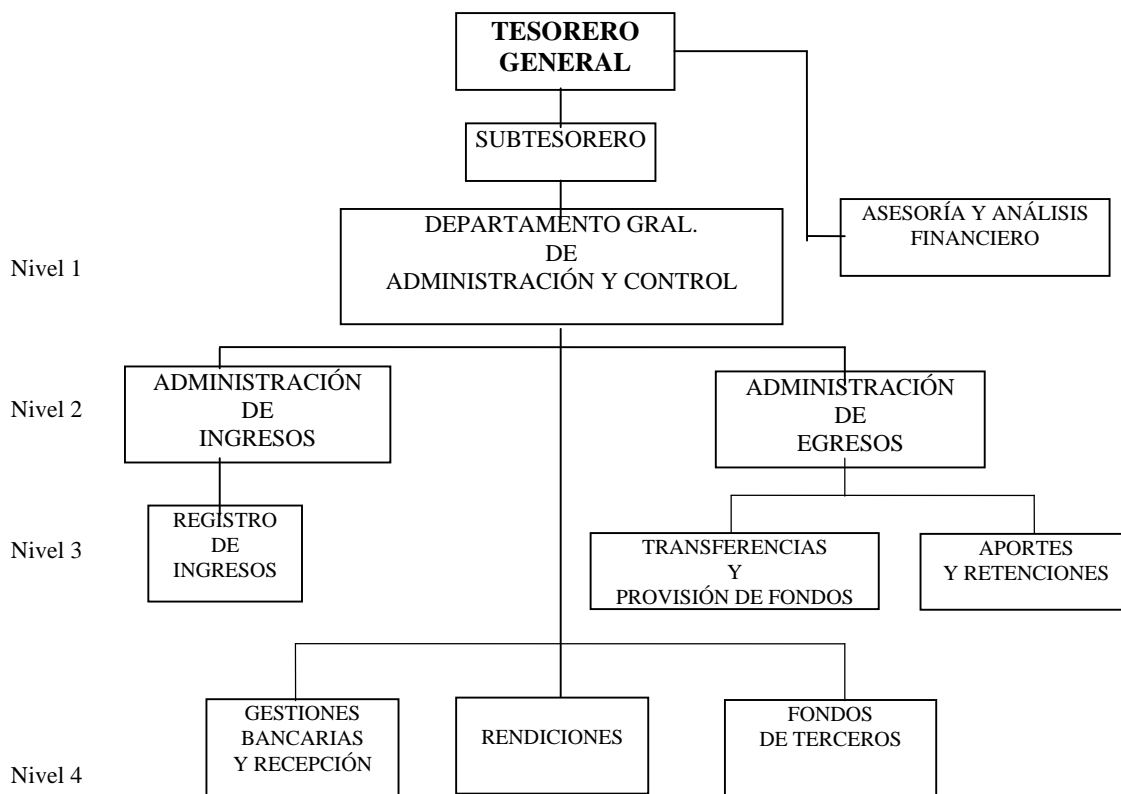 TESORERO
GENERAL
SUBTESORERO
DEPARTAMENTO GRAL.
DE
ADMINISTRACIÓN Y CONTROL
ASESORÍA Y ANÁLISIS
FINANCIERO
Nivel 1
ADMINISTRACIÓN
DE
INGRESOS
ADMINISTRACIÓN
DE
EGRESOS
Nivel 2
REGISTRO
DE
INGRESOS
TRANSFERENCIAS
Y
PROVISIÓN DE FONDOS
APORTES
Y RETENCIONES
Nivel 3
GESTIONES
BANCARIAS
Y RECEPCIÓN
RENDICIONES
FONDOS
DE TERCEROS
Nivel 4